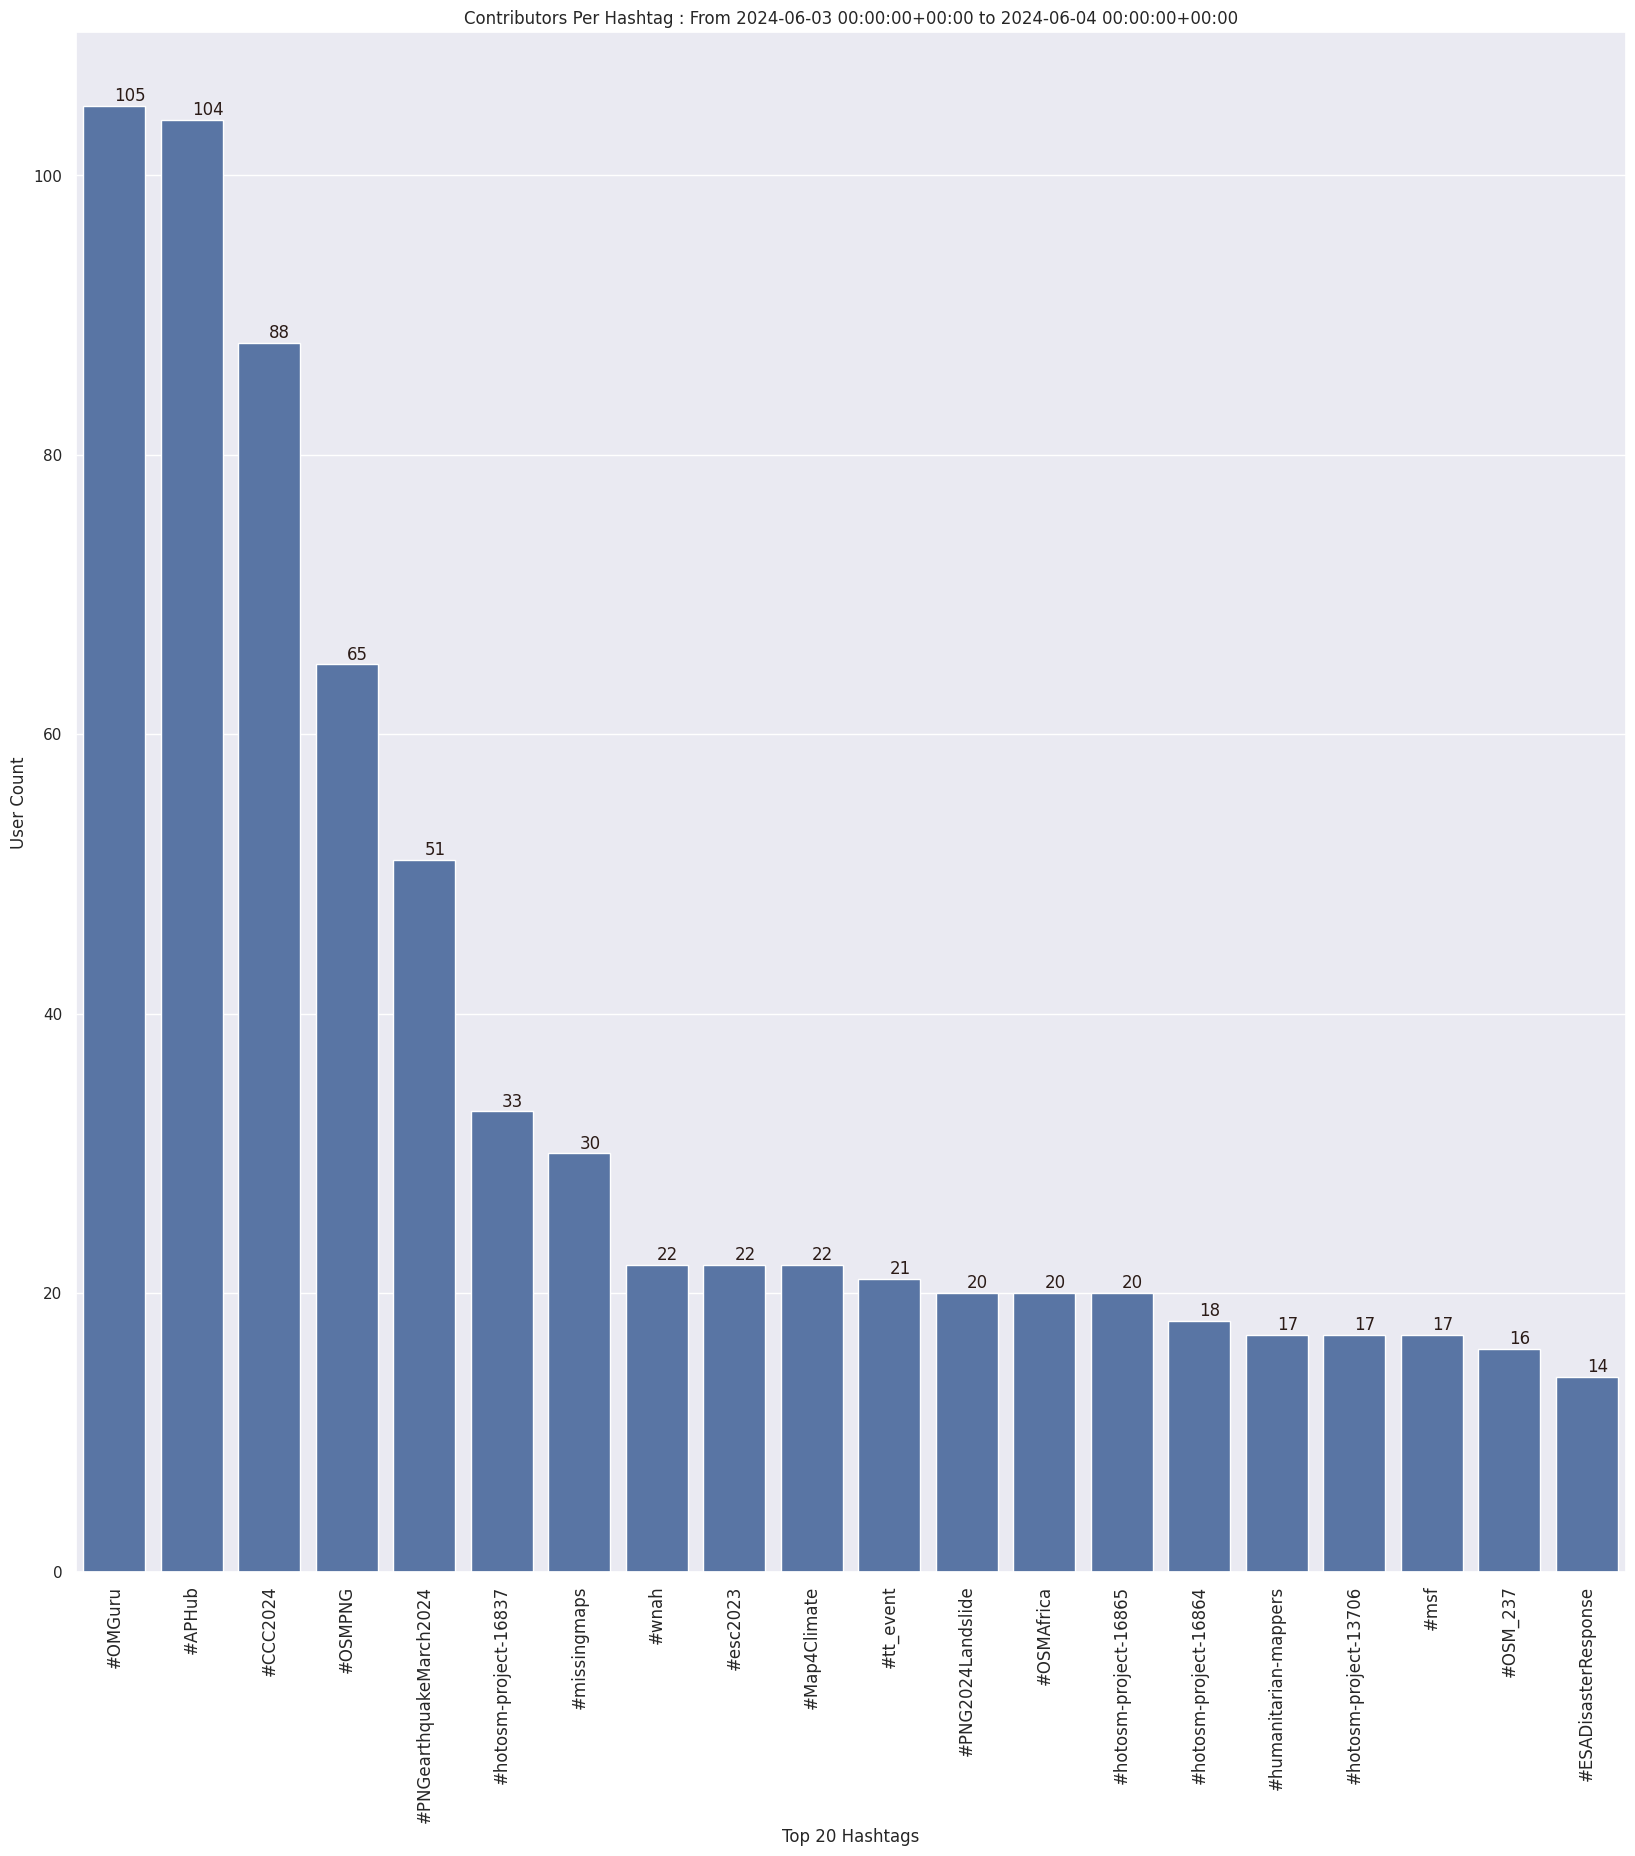 Contributors Per Hashtag : From 2024-06-03 00:00:00+00:00 to 2024-06-04 00:00:00+00:00
User Count
100
80
60
40
20
0
105
104
88
65
51
33
30
22
22
22
21
20
20
20
18
17
17
17
16
14
#OMGuru
#APHub
#CCC2024
#OSMPNG
#PNGearthquakeMarch2024
#hotosm-project-16837
#missingmaps
#wnah
#esc2023
#Map4Climate
#tt_event
#PNG2024Landslide
#OSMAfrica
#hotosm-project-16865
#hotosm-project-16864
#humanitarian-mappers
#hotosm-project-13706
#msf
#OSM_237
#ESADisasterResponse
Top 20 Hashtags